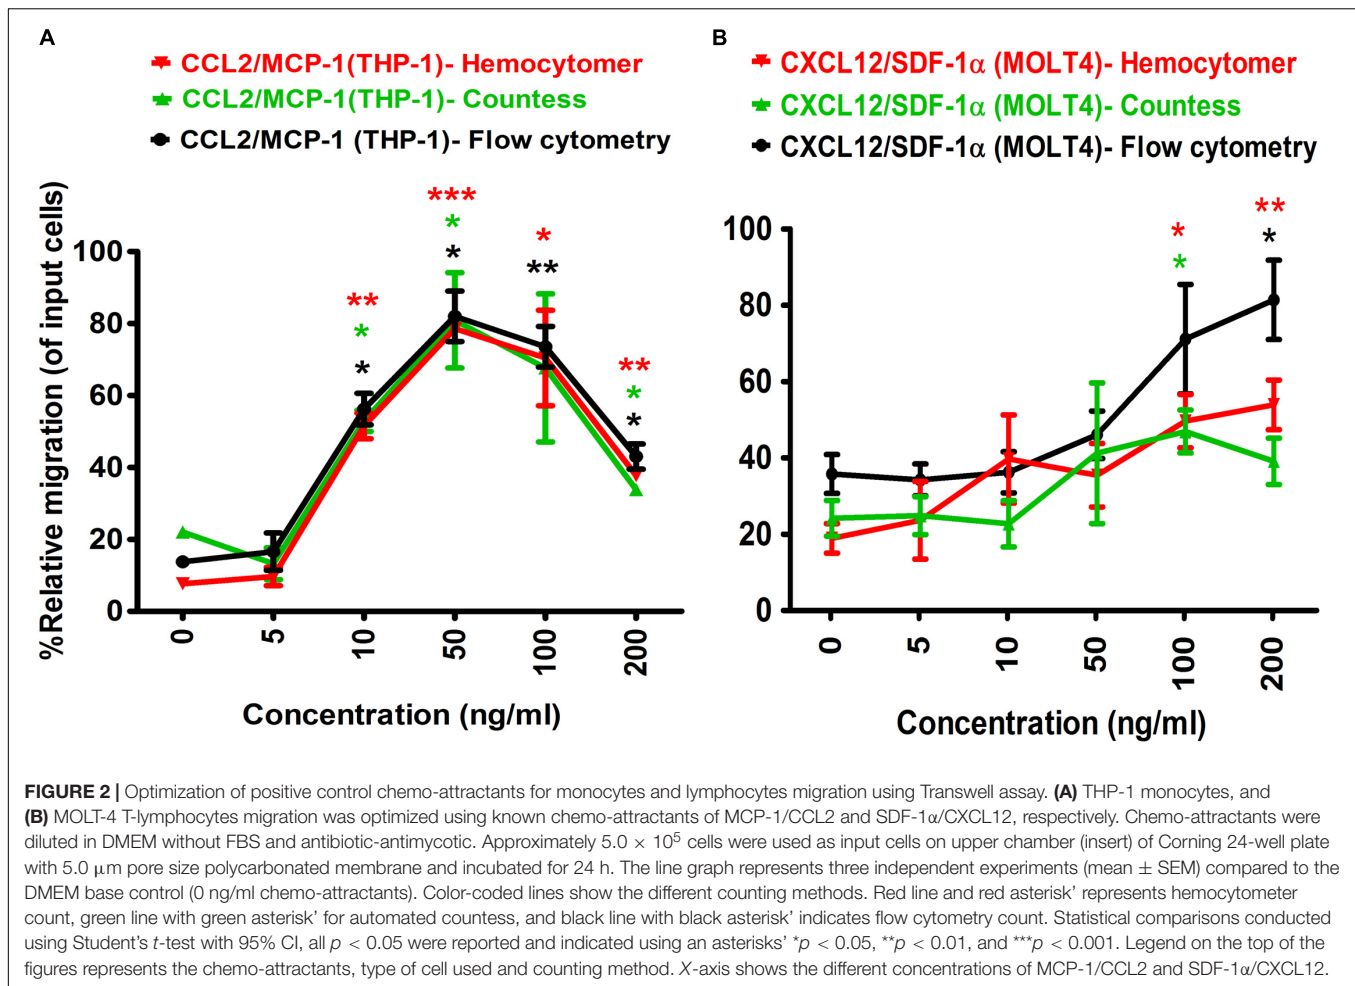 A
CCL2/MCP-1(THP-1)- Hemocytomer
CCL2/MCP-1(THP-1)- Countess
CCL2/MCP-1 (THP-1)- Flow cytometry
%Relative migration (of input cells)
100
80
60
40
20
0
**
*
*
***
*
*
*
**
**
*
*
0
5
10
50
100
200
Concentration (ng/ml)
B
CXCL12/SDF-1α (MOLT4)- Hemocytomer
CXCL12/SDF-1α (MOLT4)- Countess
CXCL12/SDF-1α (MOLT4)- Flow cytometry
100
80
60
40
20
0
*
*
**
*
0
5
10
50
100
200
Concentration (ng/ml)
FIGURE 2 | Optimization of positive control chemo-attractants for monocytes and lymphocytes migration using Transwell assay. (A) THP-1 monocytes, and
(B) MOLT-4 T-lymphocytes migration was optimized using known chemo-attractants of MCP-1/CCL2 and SDF-1α/CXCL12, respectively. Chemo-attractants were
diluted in DMEM without FBS and antibiotic-antimycotic. Approximately 5.0 × 10⁵ cells were used as input cells on upper chamber (insert) of Corning 24-well plate
with 5.0 μm pore size polycarbonated membrane and incubated for 24 h. The line graph represents three independent experiments (mean ± SEM) compared to the
DMEM base control (0 ng/ml chemo-attractants). Color-coded lines show the different counting methods. Red line and red asterisk’ represents hemocytometer
count, green line with green asterisk’ for automated countess, and black line with black asterisk’ indicates flow cytometry count. Statistical comparisons conducted
using Student’s t-test with 95% CI, all p < 0.05 were reported and indicated using an asterisks’ *p < 0.05, **p < 0.01, and ***p < 0.001. Legend on the top of the
figures represents the chemo-attractants, type of cell used and counting method. X-axis shows the different concentrations of MCP-1/CCL2 and SDF-1α/CXCL12.